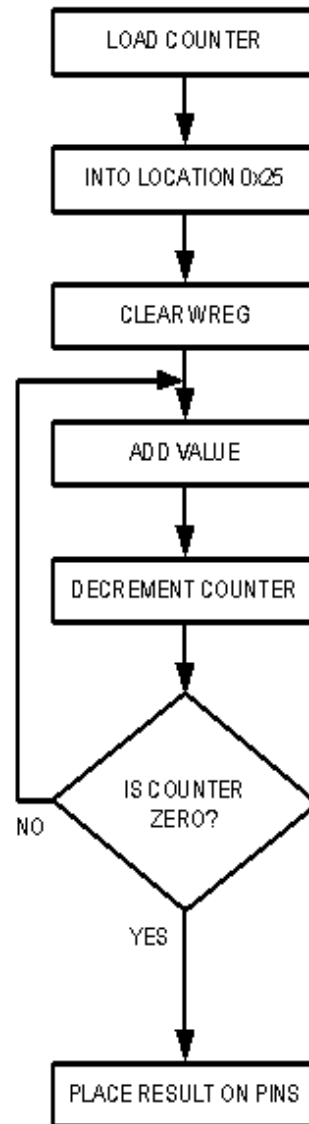 LOAD COUNTER
INTO LOCATION 0x25
CLEAR WREG
ADD VALUE
DECREMENT COUNTER
IS COUNTER
ZERO?
NO
YES
PLACE RESULT ON PINS